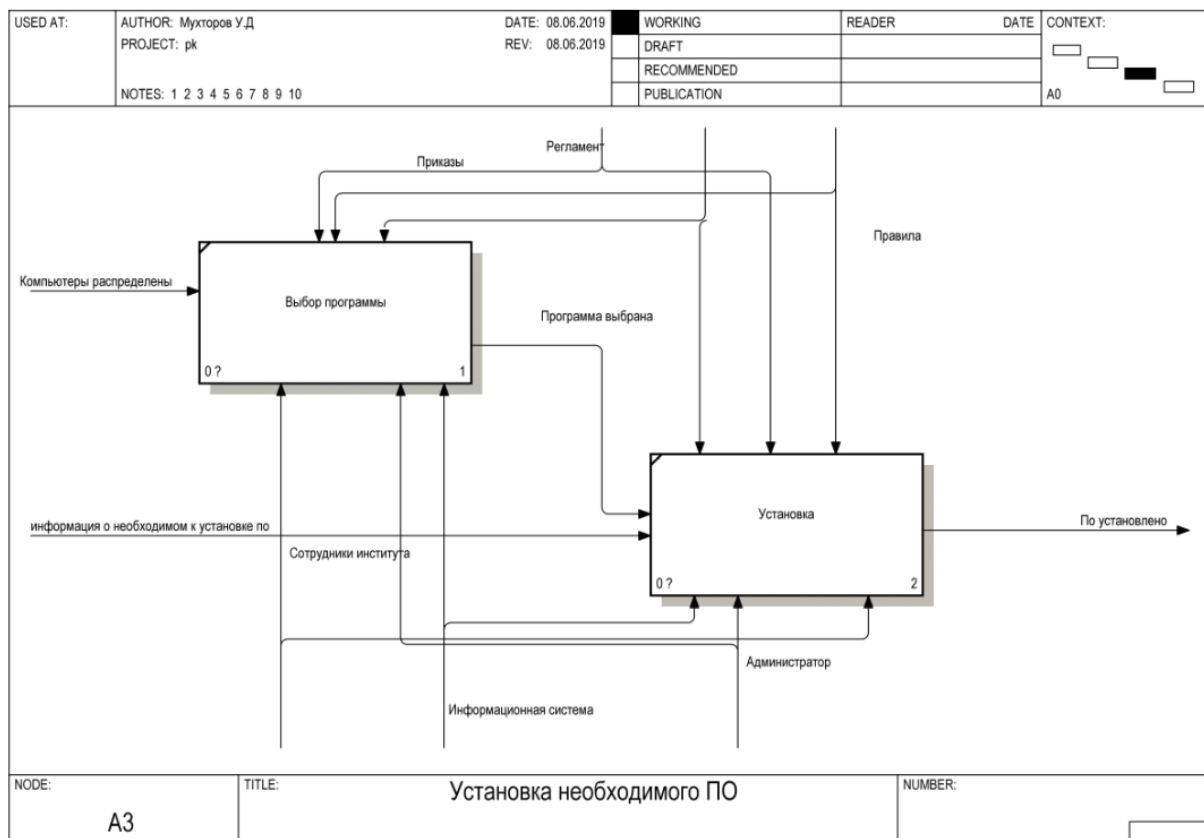 USED AT:
AUTHOR: Мухторов У.Д
DATE: 08.06.2019
WORKING
READER
DATE
CONTEXT:
PROJECT: pk
REV: 08.06.2019
DRAFT
RECOMMENDED
NOTES: 1 2 3 4 5 6 7 8 9 10
PUBLICATION
A0
Регламент
Приказы
Правила
Компьютеры распределены
Выбор программы
Программа выбрана
0 ?
1
информация о необходимом к установке по
Установка
По установлено
Сотрудники института
0 ?
2
Администратор
Информационная система
NODE:
TITLE:
Установка необходимого ПО
NUMBER:
A3